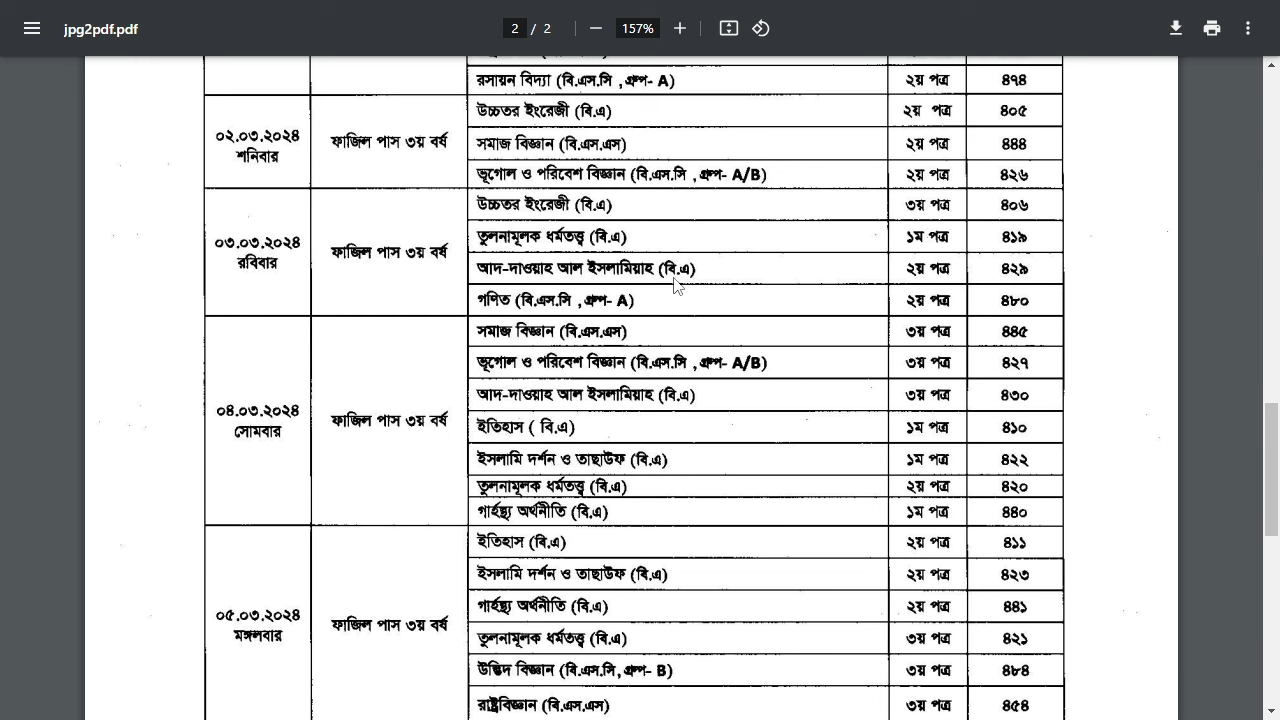 jpg2pdf.pdf 2 / 2 157%
রসায়ন বিদ্যা (বি.এস.সি ,গ্রুপ- A) ২য় পত্র ৪৭৪
উচ্চতর ইংরেজী (বি.এ) ২য় পত্র ৪০৫
০২.০৩.২০২৪ শনিবার ফাজিল পাস ৩য় বর্ষ সমাজ বিজ্ঞান (বি.এস.এস) ২য় পত্র ৪৪৪
ভূগোল ও পরিবেশ বিজ্ঞান (বি.এস.সি ,গ্রুপ- A/B) ২য় পত্র ৪২৬
উচ্চতর ইংরেজী (বি.এ) ৩য় পত্র ৪০৬
০৩.০৩.২০২৪ রবিবার ফাজিল পাস ৩য় বর্ষ তুলনামূলক ধর্মতত্ত্ব (বি.এ) ১ম পত্র ৪১৯
আদ-দাওয়াহ আল ইসলামিয়াহ (বি.এ) ২য় পত্র ৪২৯
গণিত (বি.এস.সি ,গ্রুপ- A) ২য় পত্র ৪৮০
সমাজ বিজ্ঞান (বি.এস.এস) ৩য় পত্র ৪৪৫
ভূগোল ও পরিবেশ বিজ্ঞান (বি.এস.সি ,গ্রুপ- A/B) ৩য় পত্র ৪২৭
আদ-দাওয়াহ আল ইসলামিয়াহ (বি.এ) ৩য় পত্র ৪৩০
০৪.০৩.২০২৪ সোমবার ফাজিল পাস ৩য় বর্ষ ইতিহাস ( বি.এ) ১ম পত্র ৪১০
ইসলামি দর্শন ও তাছাউফ (বি.এ) ১ম পত্র ৪২২
তুলনামূলক ধর্মতত্ত্ব (বি.এ) ২য় পত্র ৪২০
গার্হস্থ্য অর্থনীতি (বি.এ) ১ম পত্র ৪৪০
ইতিহাস (বি.এ) ২য় পত্র ৪১১
ইসলামি দর্শন ও তাছাউফ (বি.এ) ২য় পত্র ৪২৩
গার্হস্থ্য অর্থনীতি (বি.এ) ২য় পত্র ৪৪১
০৫.০৩.২০২৪ মঙ্গলবার ফাজিল পাস ৩য় বর্ষ তুলনামূলক ধর্মতত্ত্ব (বি.এ) ৩য় পত্র ৪২১
উদ্ভিদ বিজ্ঞান (বি.এস.সি,গ্রুপ- B) ৩য় পত্র ৪৮৪
রাষ্ট্রবিজ্ঞান (বি.এস.এস) ৩য় পত্র ৪৫৪